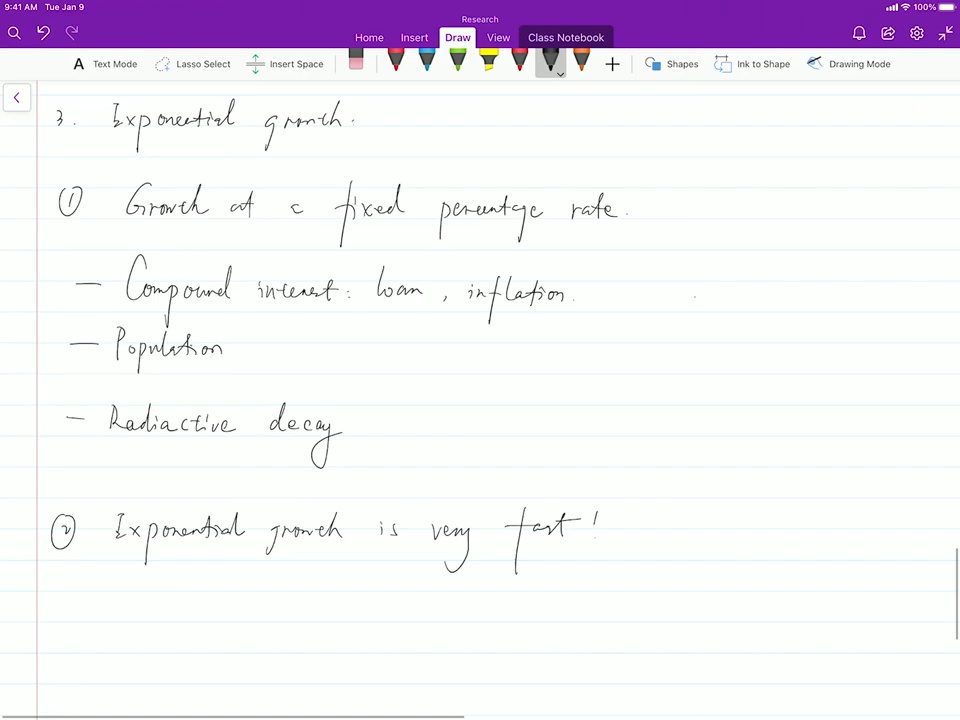 9:41 AM Tue Jan 9
100%
Research
Home Insert Draw View Class Notebook
Text Mode Lasso Select Insert Space Shapes Ink to Shape Drawing Mode
3. Exponential growth.
① Growth at a fixed percentage rate.
— Compound interest: loan, inflation.
— Population
— Radiactive decay
② Exponential growth is very fast!